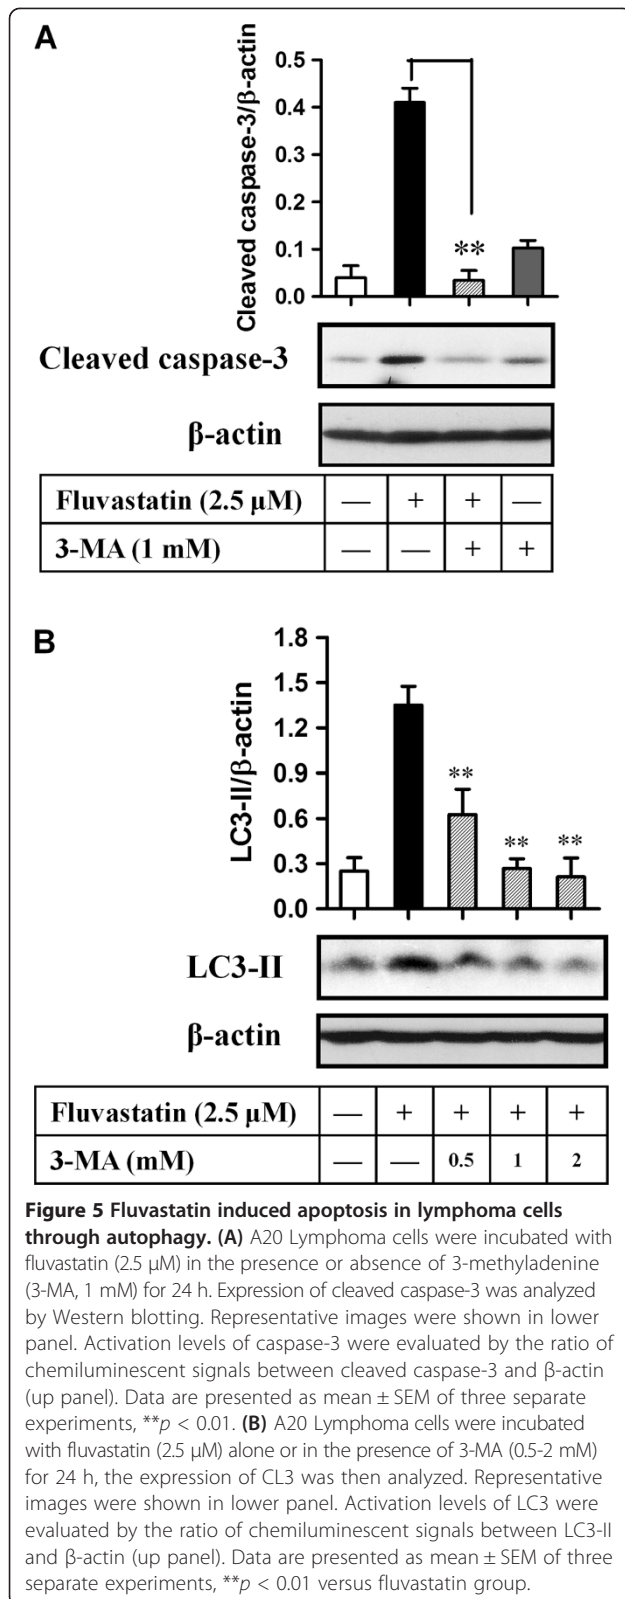 A
Cleaved caspase-3/β-actin
0.5
0.4
0.3
0.2
0.1
0.0
**
Cleaved caspase-3
β-actin
Fluvastatin (2.5 μM) — + + —
3-MA (1 mM) — — + +
B
LC3-II/β-actin
1.8
1.5
1.2
0.9
0.6
0.3
0.0
** ** **
LC3-II
β-actin
Fluvastatin (2.5 μM) — + + + +
3-MA (mM) — — 0.5 1 2
Figure 5 Fluvastatin induced apoptosis in lymphoma cells
through autophagy. (A) A20 Lymphoma cells were incubated with
fluvastatin (2.5 μM) in the presence or absence of 3-methyladenine
(3-MA, 1 mM) for 24 h. Expression of cleaved caspase-3 was analyzed
by Western blotting. Representative images were shown in lower
panel. Activation levels of caspase-3 were evaluated by the ratio of
chemiluminescent signals between cleaved caspase-3 and β-actin
(up panel). Data are presented as mean ± SEM of three separate
experiments, **p < 0.01. (B) A20 Lymphoma cells were incubated
with fluvastatin (2.5 μM) alone or in the presence of 3-MA (0.5-2 mM)
for 24 h, the expression of CL3 was then analyzed. Representative
images were shown in lower panel. Activation levels of LC3 were
evaluated by the ratio of chemiluminescent signals between LC3-II
and β-actin (up panel). Data are presented as mean ± SEM of three
separate experiments, **p < 0.01 versus fluvastatin group.